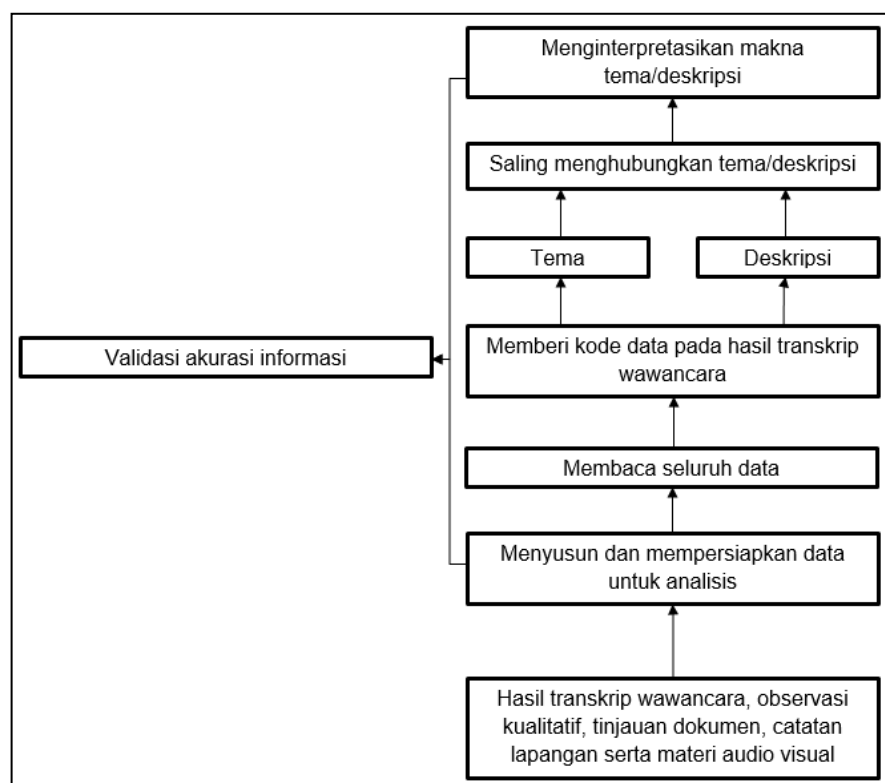 Menginterpretasikan makna
tema/deskripsi
Saling menghubungkan tema/deskripsi
Tema
Deskripsi
Validasi akurasi informasi
Memberi kode data pada hasil transkrip
wawancara
Membaca seluruh data
Menyusun dan mempersiapkan data
untuk analisis
Hasil transkrip wawancara, observasi
kualitatif, tinjauan dokumen, catatan
lapangan serta materi audio visual